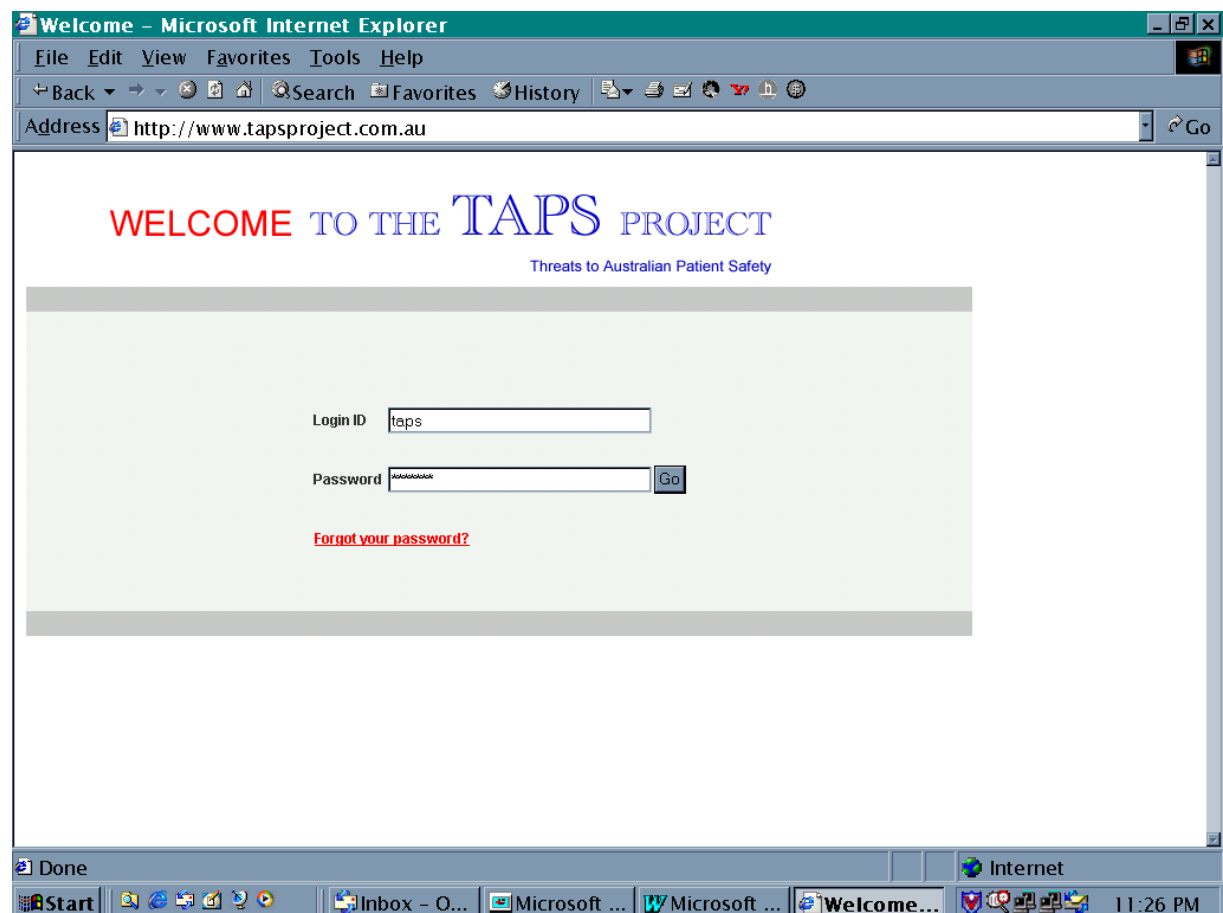 Welcome – Microsoft Internet Explorer
File Edit View Favorites Tools Help
Back Search Favorites History
Address http://www.tapsproject.com.au Go
WELCOME TO THE TAPS PROJECT
Threats to Australian Patient Safety
Login ID taps
Password ******** Go
Forgot your password?
Done Internet
Start Inbox – O... Microsoft ... Microsoft ... Welcome... 11:26 PM